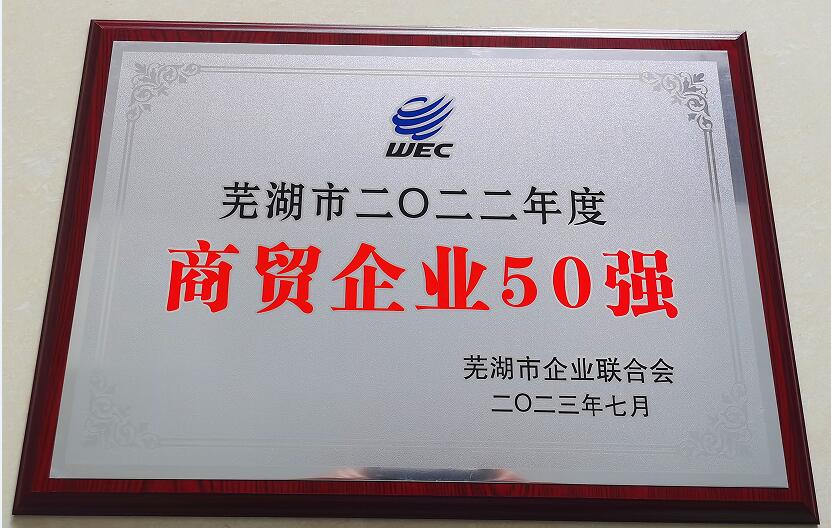 WEC
芜湖市二〇二二年度
商贸企业50强
芜湖市企业联合会
二〇二三年七月